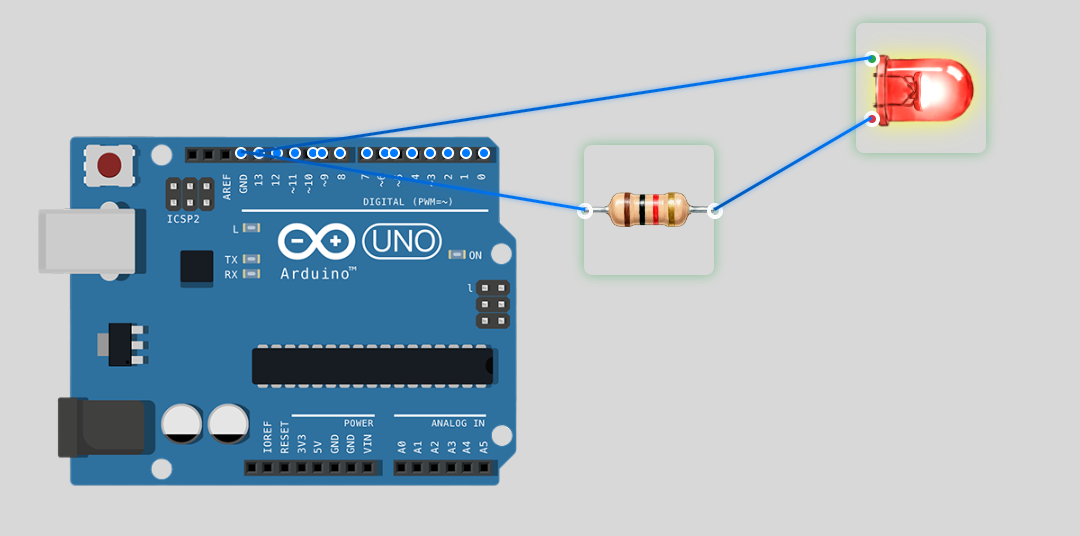 AREF
GND
13
12
~11
~10
~9
8
7
~6
~5
4
~3
2
1
0
DIGITAL (PWM=~)
ICSP2
L
TX
RX
UNO
Arduino™
ON
1
POWER
ANALOG IN
IOREF
RESET
3V3
5V
GND
GND
VIN
A0
A1
A2
A3
A4
A5